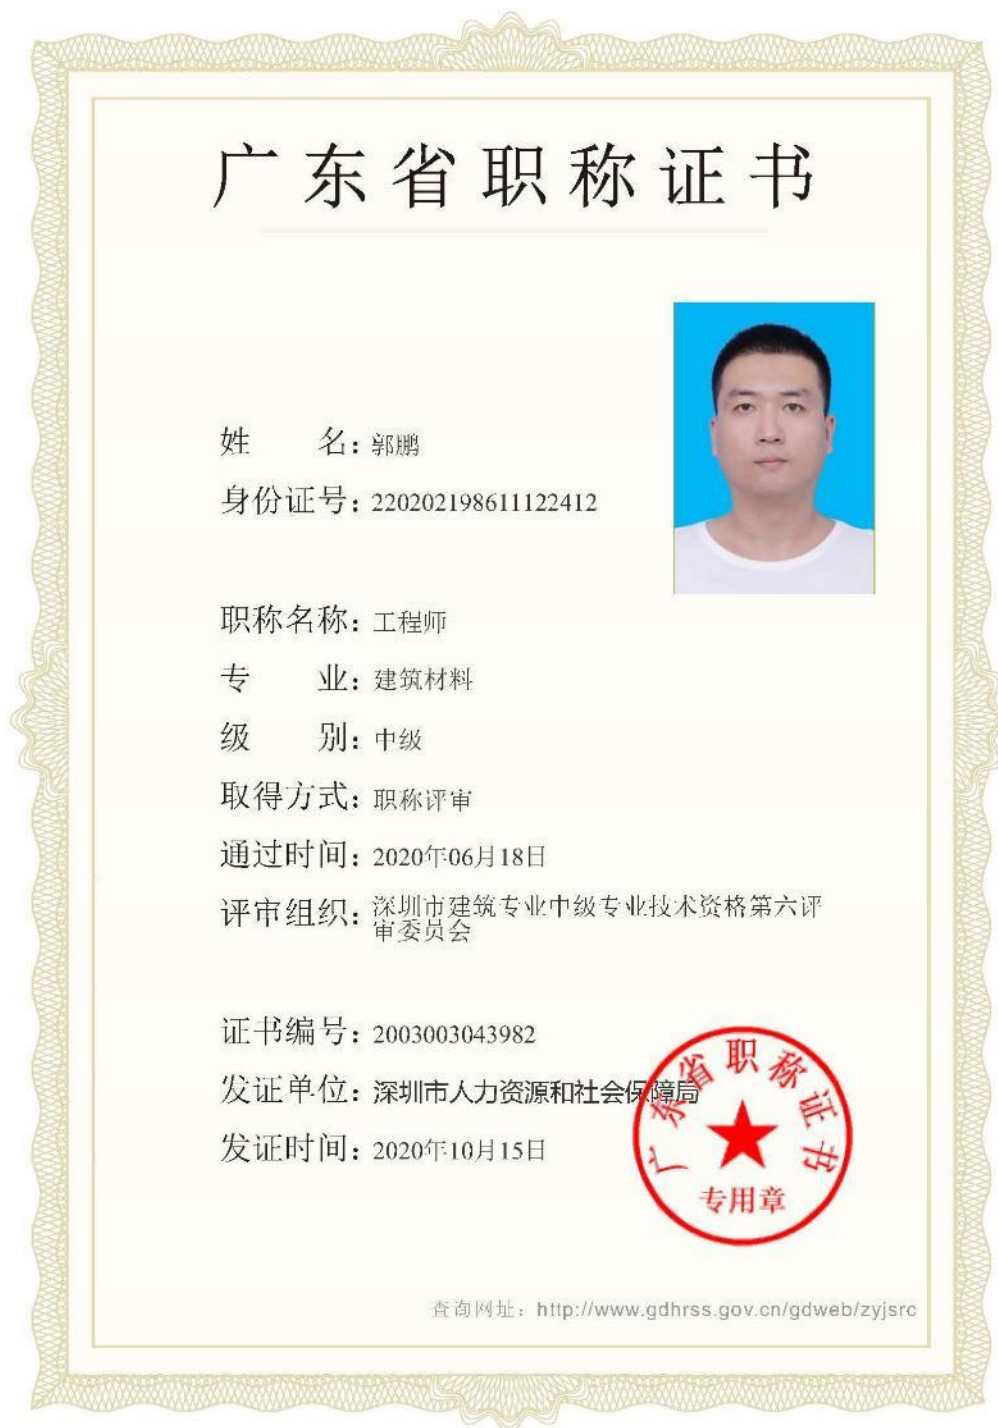 广东省职称证书
姓 名：郭鹏
身份证号：220202198611122412
职称名称：工程师
专 业：建筑材料
级 别：中级
取得方式：职称评审
通过时间：2020年06月18日
评审组织：深圳市建筑专业中级专业技术资格第六评
审委员会
证书编号：2003003043982
发证单位：深圳市人力资源和社会保障局
发证时间：2020年10月15日
广东省职称证书
专用章
查询网址：http://www.gdhrss.gov.cn/gdweb/zyjsrc